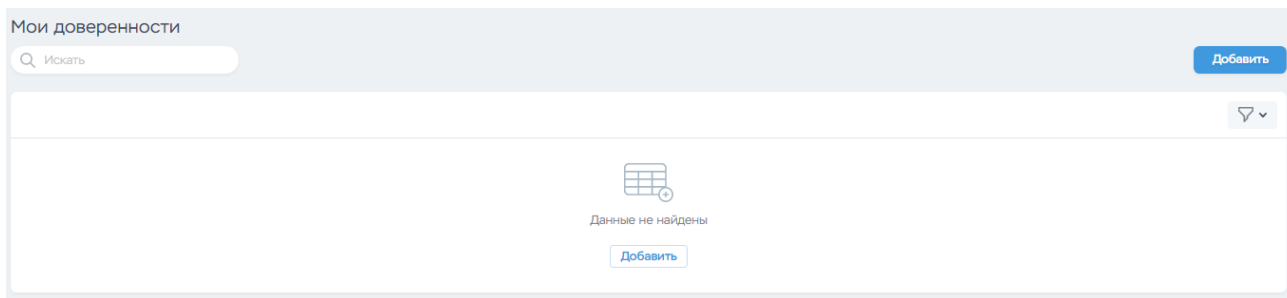 Мои доверенности
Искать
Добавить
Данные не найдены
Добавить